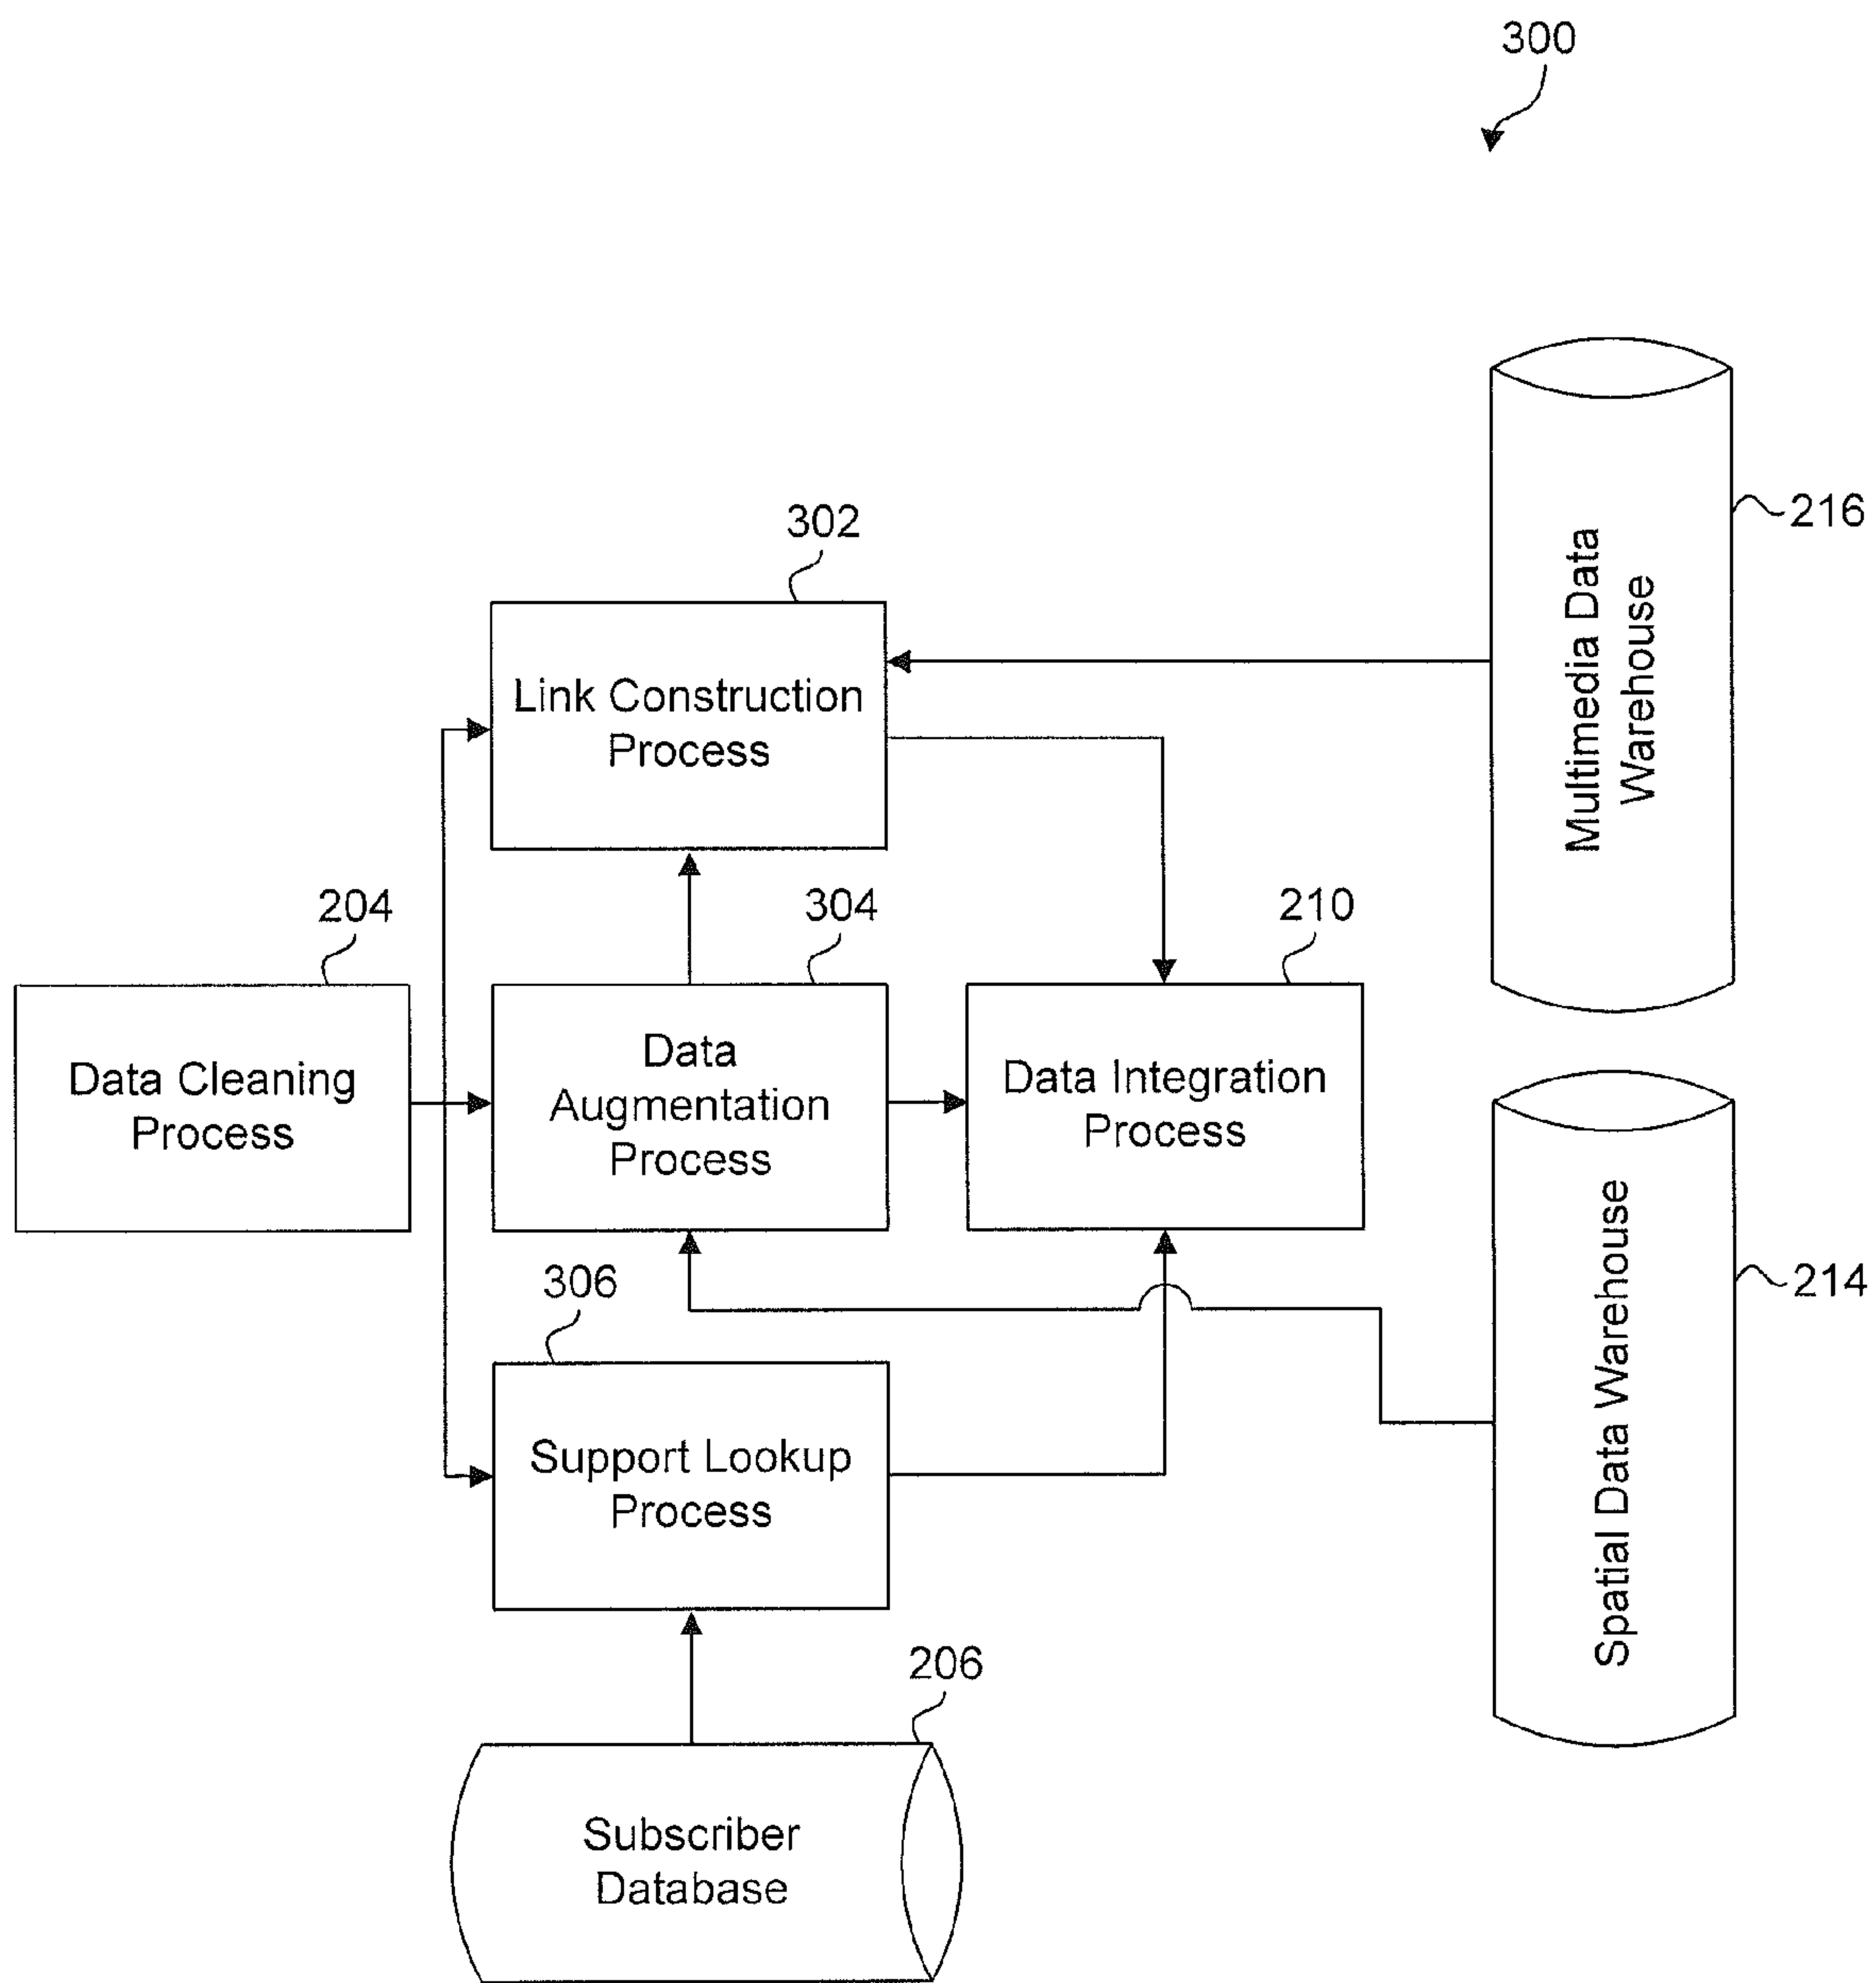 300
216
Multimedia Data
Warehouse
302
Link Construction
Process
204
304
210
Data Cleaning
Process
Data
Augmentation
Process
Data Integration
Process
214
Spatial Data Warehouse
306
Support Lookup
Process
206
Subscriber
Database